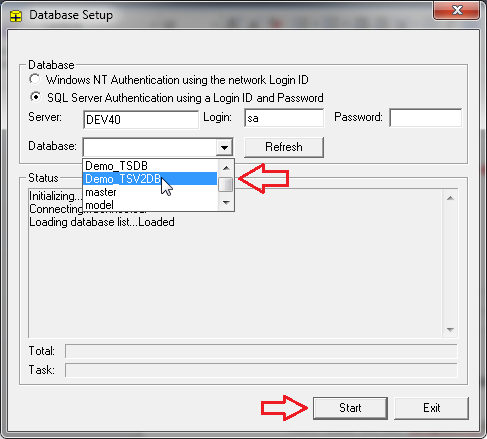 Database Setup
Database
Windows NT Authentication using the network Login ID
SQL Server Authentication using a Login ID and Password
Server: DEV40 Login: sa Password:
Database: Refresh
Demo_TSDB
Demo_TSV2DB
master
model
Status
Initializing...
Loading database list...Loaded
Total:
Task:
Start Exit